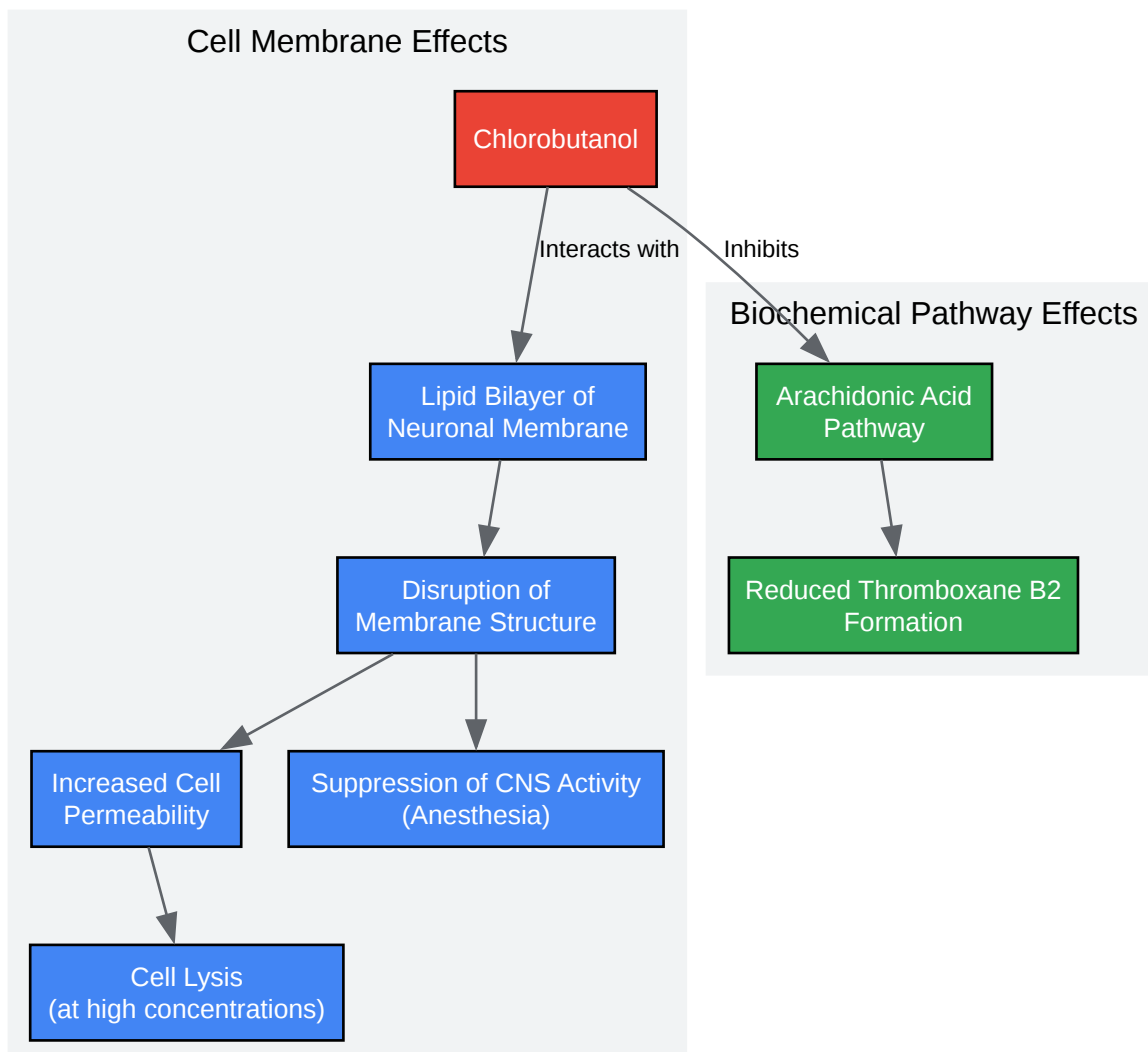 Cell Membrane Effects
Chlorobutanol
Interacts with
Inhibits
Biochemical Pathway Effects
Lipid Bilayer of
Neuronal Membrane
Arachidonic Acid
Pathway
Disruption of
Membrane Structure
Reduced Thromboxane B2
Formation
Increased Cell
Permeability
Suppression of CNS Activity
(Anesthesia)
Cell Lysis
(at high concentrations)